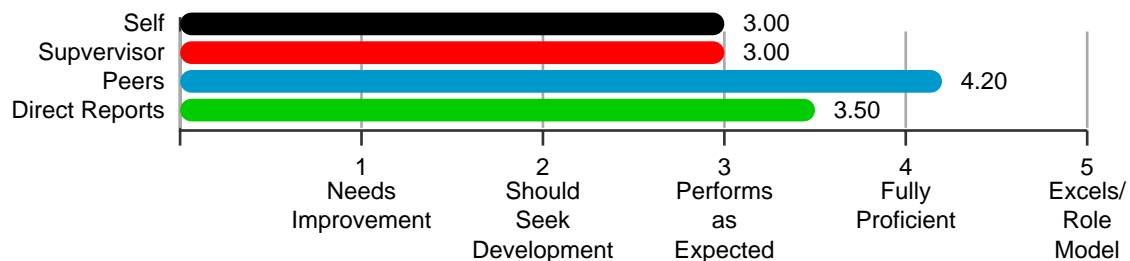 Self 3.00
Supvervisor 3.00
Peers 4.20
Direct Reports 3.50
1 2 3 4 5
Needs Should Performs Fully Excels/
Improvement Seek as Proficient Role
Development Expected Model